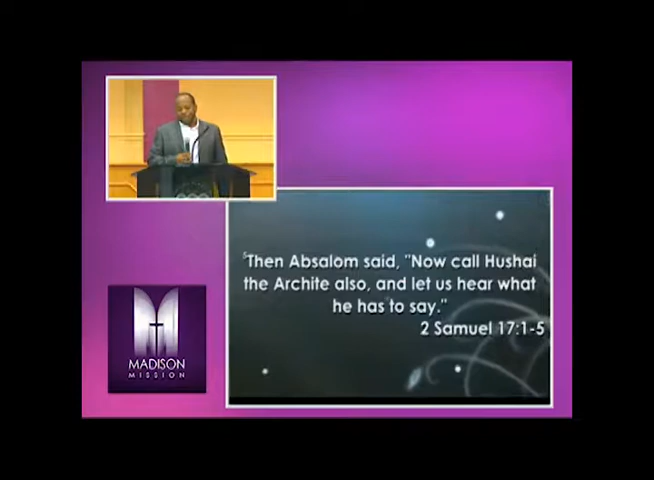 ⁵Then Absalom said, "Now call Hushai
the Archite also, and let us hear what
he has to say."
2 Samuel 17:1-5
MADISON
MISSION